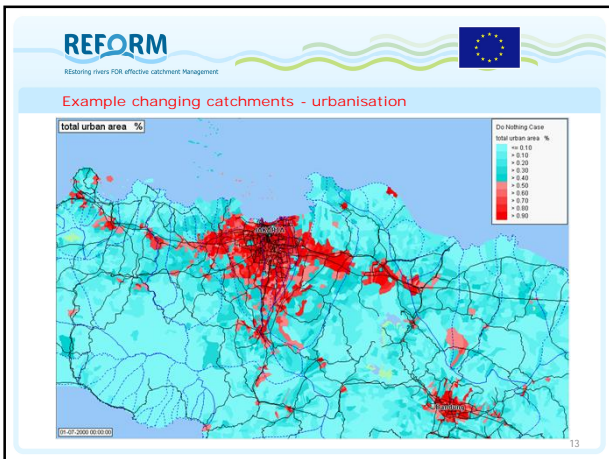 REFORM
REstoring rivers FOR effective catchment Management
Example changing catchments - urbanisation
total urban area %
Do Nothing Case
total urban area %
<= 0.10
> 0.10
> 0.20
> 0.30
> 0.40
> 0.50
> 0.60
> 0.70
> 0.80
> 0.90
JAKARTA
Bandung
01-07-2000 00:00:00
13